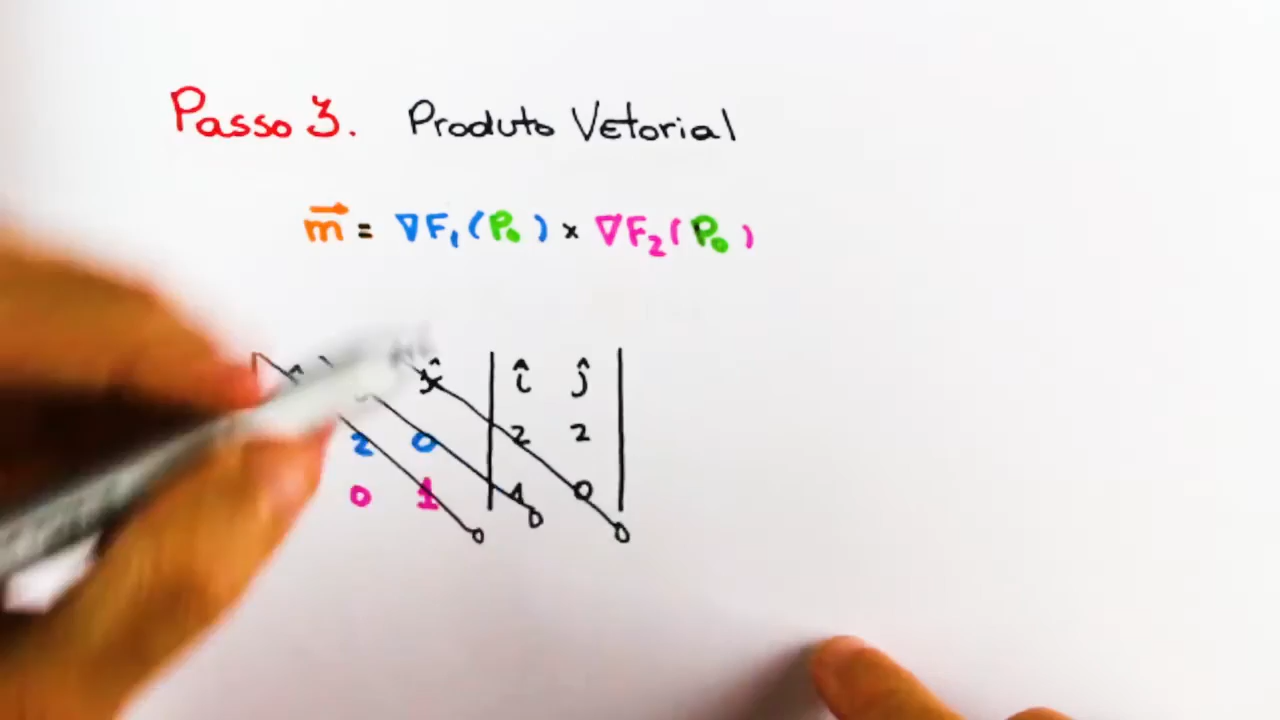 Passo 3. Produto Vetorial
m⃗ = ∇F₁(P₀) × ∇F₂(P₀)
k̂ | î ĵ |
2 0 | 2 2
0 1 | 1 0